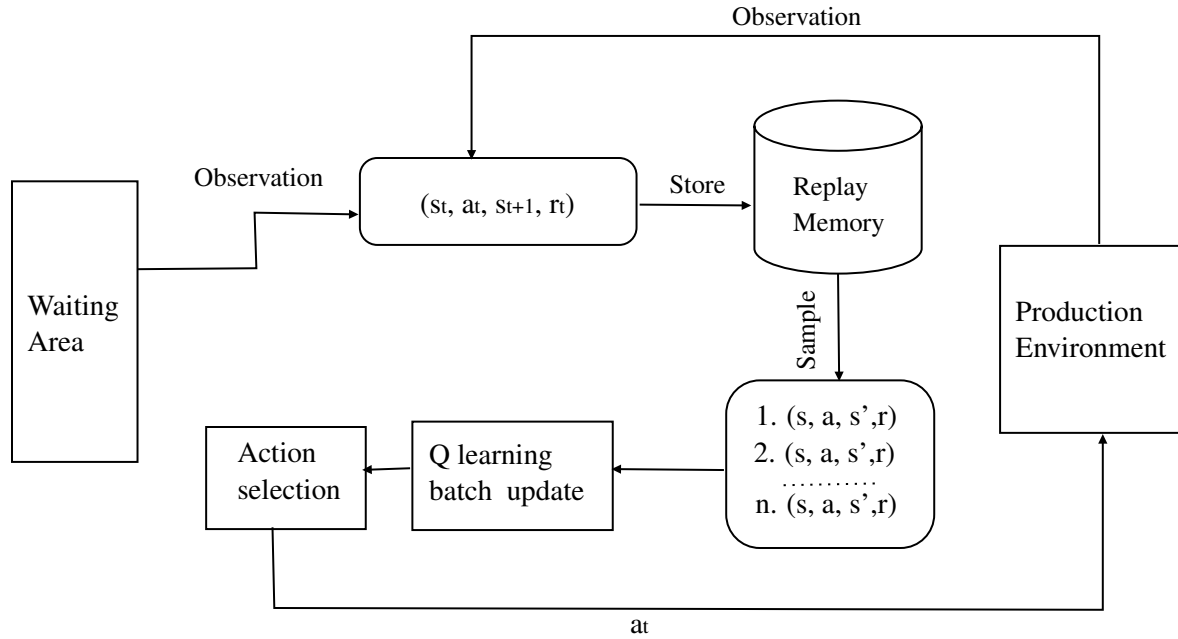 Observation
Observation
(st, at, st+1, rt)
Store
Replay
Memory
Waiting
Area
Sample
Production
Environment
1. (s, a, s’,r)
2. (s, a, s’,r)
...........
n. (s, a, s’,r)
Q learning
batch update
Action
selection
at